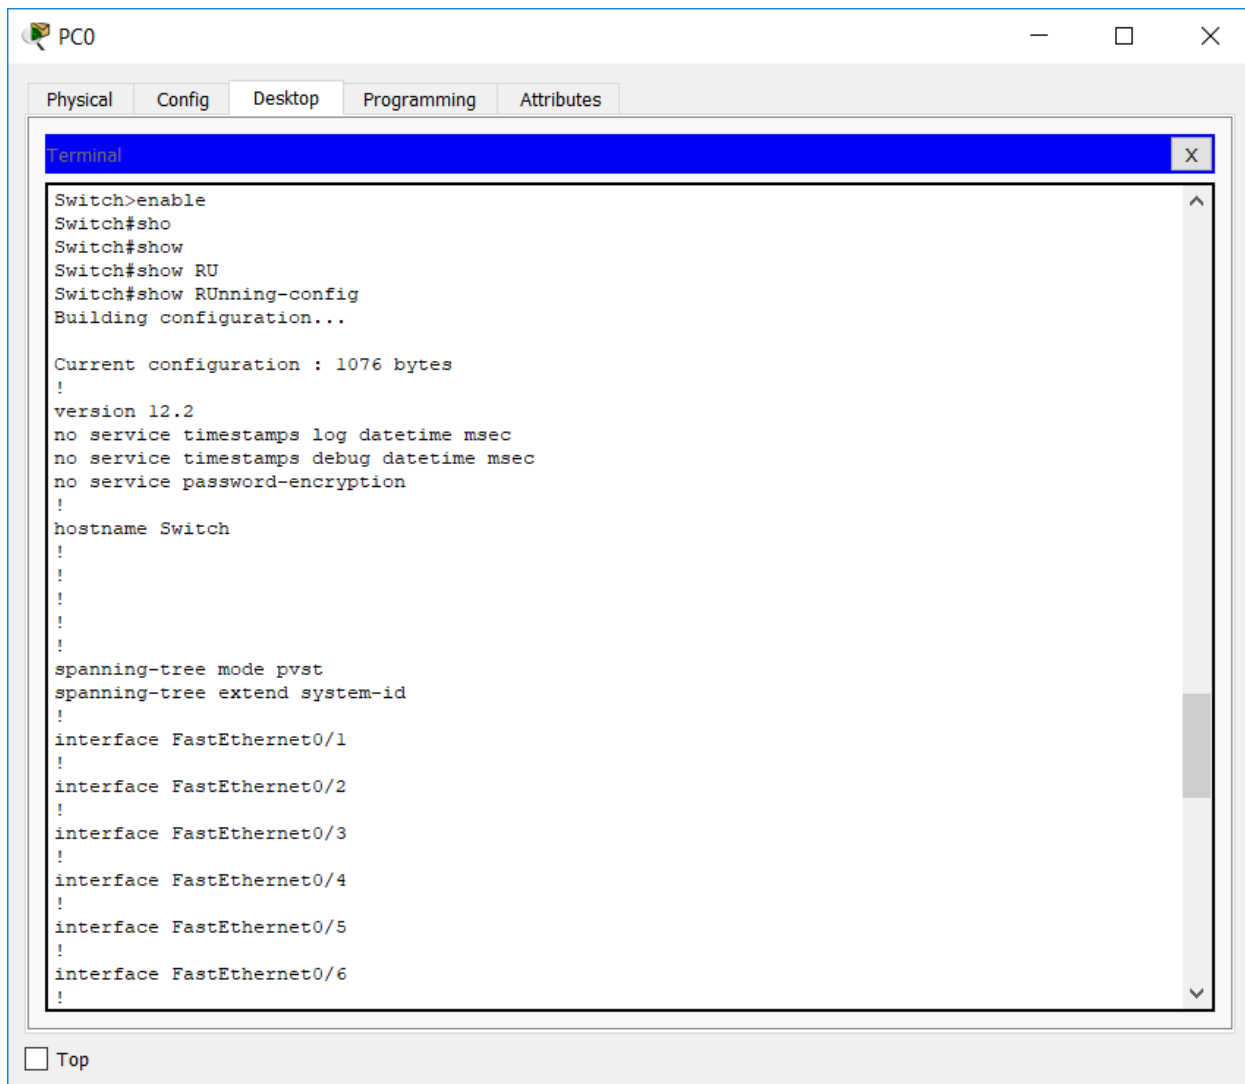 PC0
Physical Config Desktop Programming Attributes
Terminal X
Switch>enable
Switch#sho
Switch#show
Switch#show RU
Switch#show RUnning-config
Building configuration...
Current configuration : 1076 bytes
!
version 12.2
no service timestamps log datetime msec
no service timestamps debug datetime msec
no service password-encryption
!
hostname Switch
!
!
!
!
!
spanning-tree mode pvst
spanning-tree extend system-id
!
interface FastEthernet0/1
!
interface FastEthernet0/2
!
interface FastEthernet0/3
!
interface FastEthernet0/4
!
interface FastEthernet0/5
!
interface FastEthernet0/6
!
Top